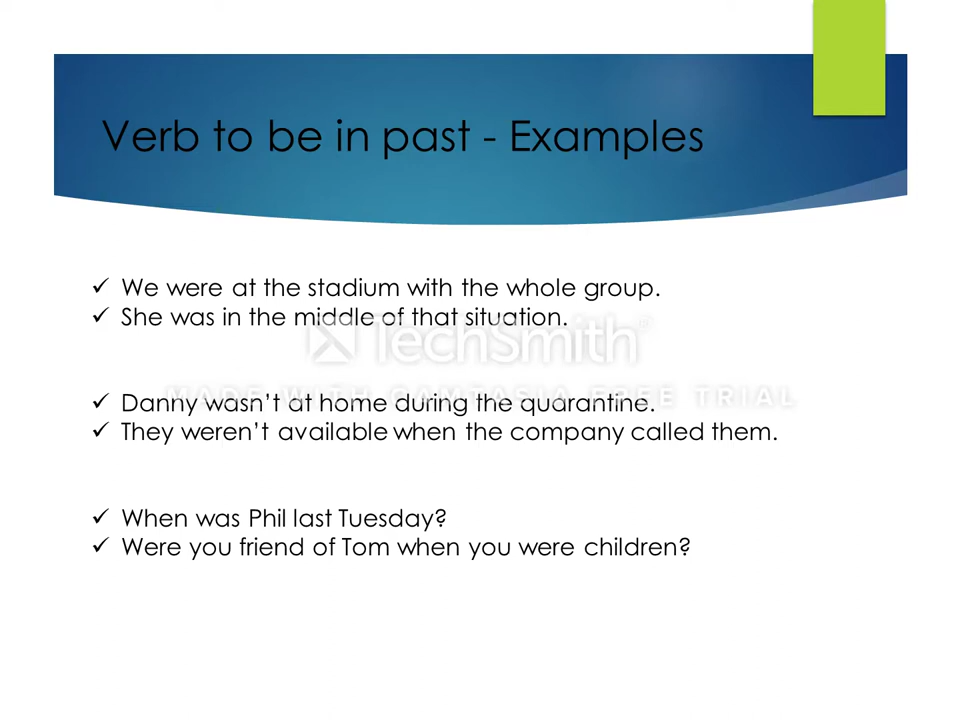 Verb to be in past - Examples
✓ We were at the stadium with the whole group.
✓ She was in the middle of that situation.
TechSmith®
MADE WITH CAMTASIA FREE TRIAL
✓ Danny wasn't at home during the quarantine.
✓ They weren't available when the company called them.
✓ When was Phil last Tuesday?
✓ Were you friend of Tom when you were children?